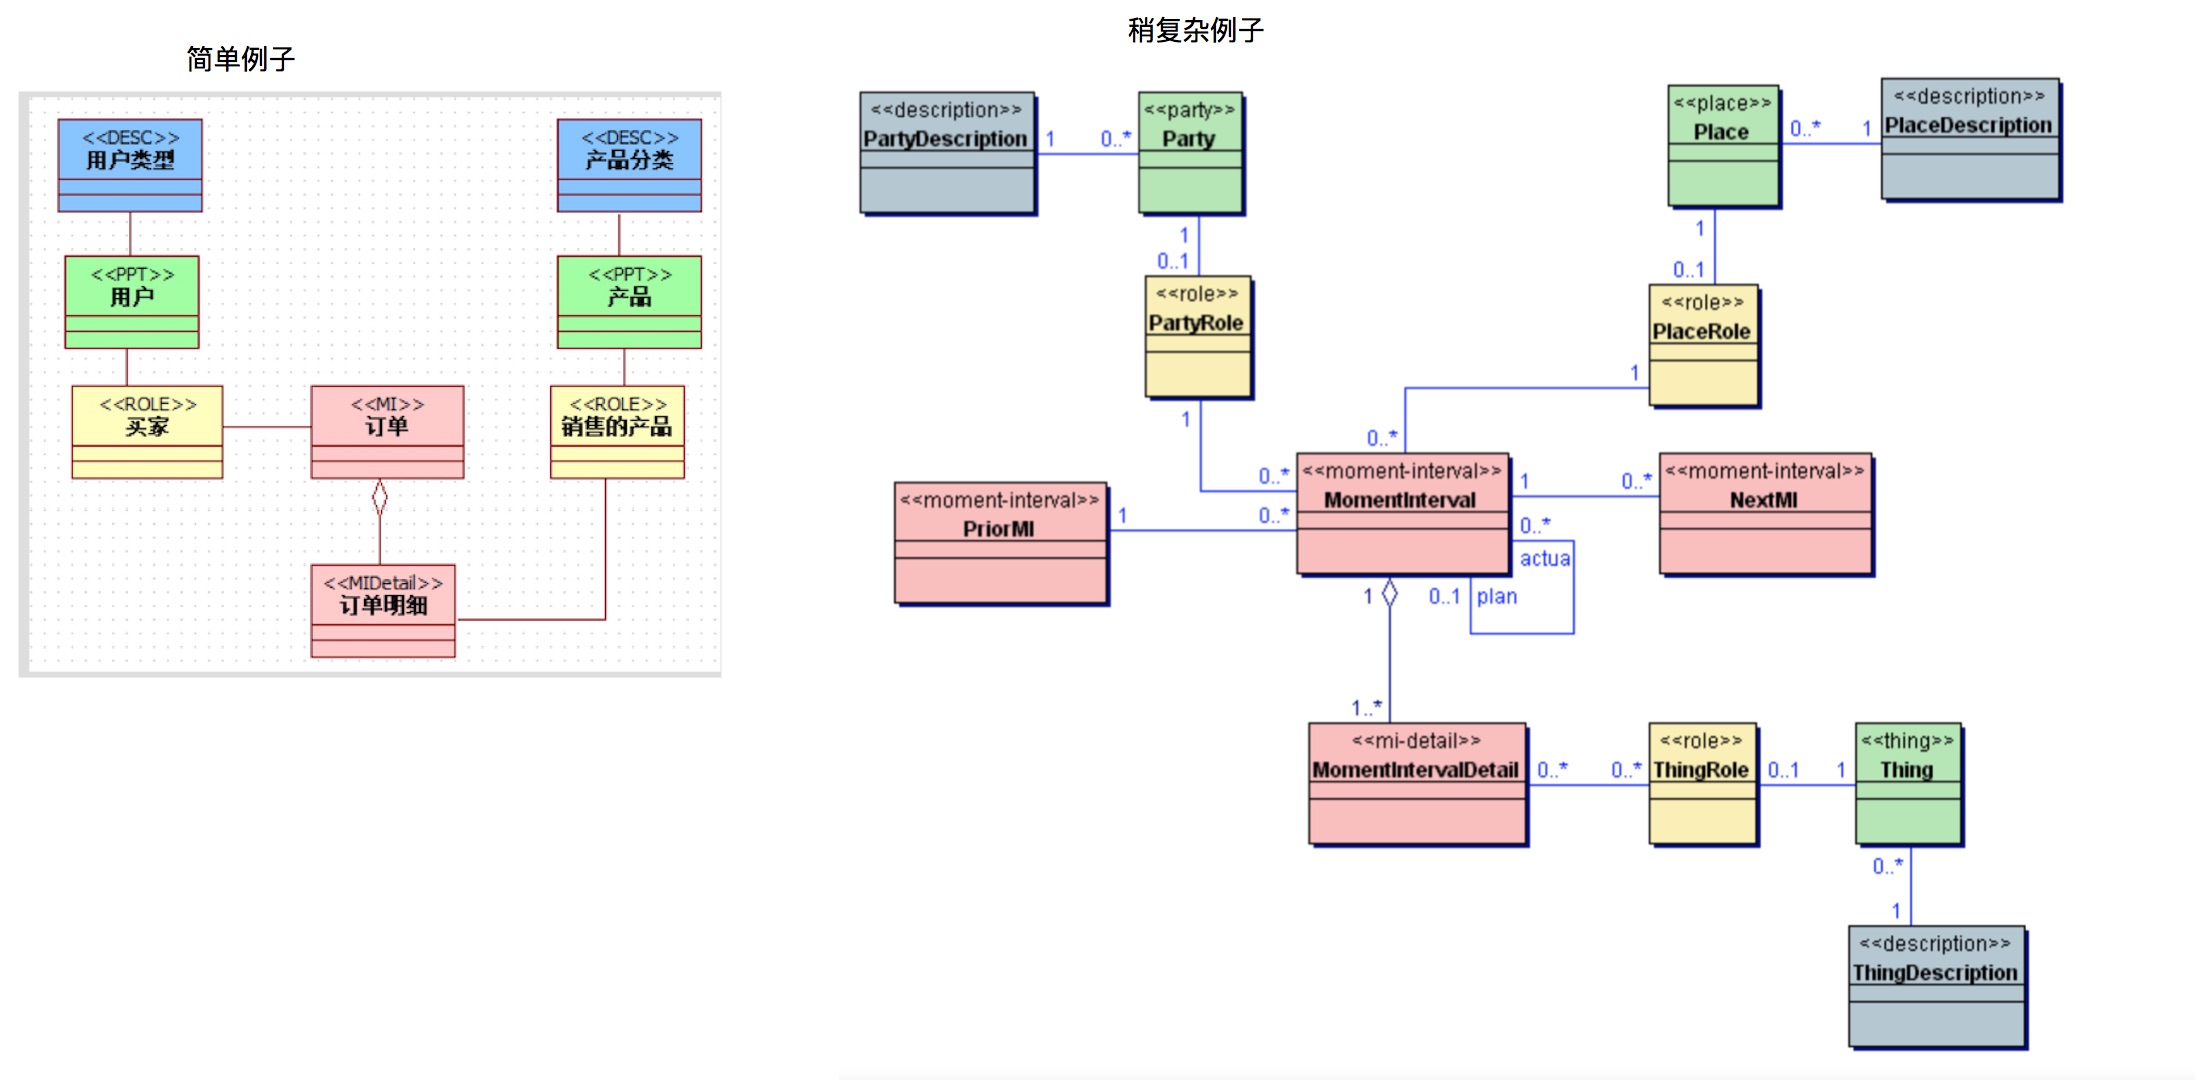 简单例子
<<DESC>>
用户类型
<<DESC>>
产品分类
<<PPT>>
用户
<<PPT>>
产品
<<ROLE>>
买家
<<MI>>
订单
<<ROLE>>
销售的产品
<<MIDetail>>
订单明细
稍复杂例子
<<description>>
PartyDescription
1
0..*
<<party>>
Party
<<place>>
Place
0..*
1
<<description>>
PlaceDescription
1
0..1
<<role>>
PartyRole
1
0..*
1
0..1
<<role>>
PlaceRole
1
0..*
<<moment-interval>>
PriorMI
1
0..*
<<moment-interval>>
MomentInterval
1
0..*
<<moment-interval>>
NextMI
0..*
actua
0..1
plan
1
1..*
<<mi-detail>>
MomentIntervalDetail
0..*
0..*
<<role>>
ThingRole
0..1
1
<<thing>>
Thing
0..*
1
<<description>>
ThingDescription